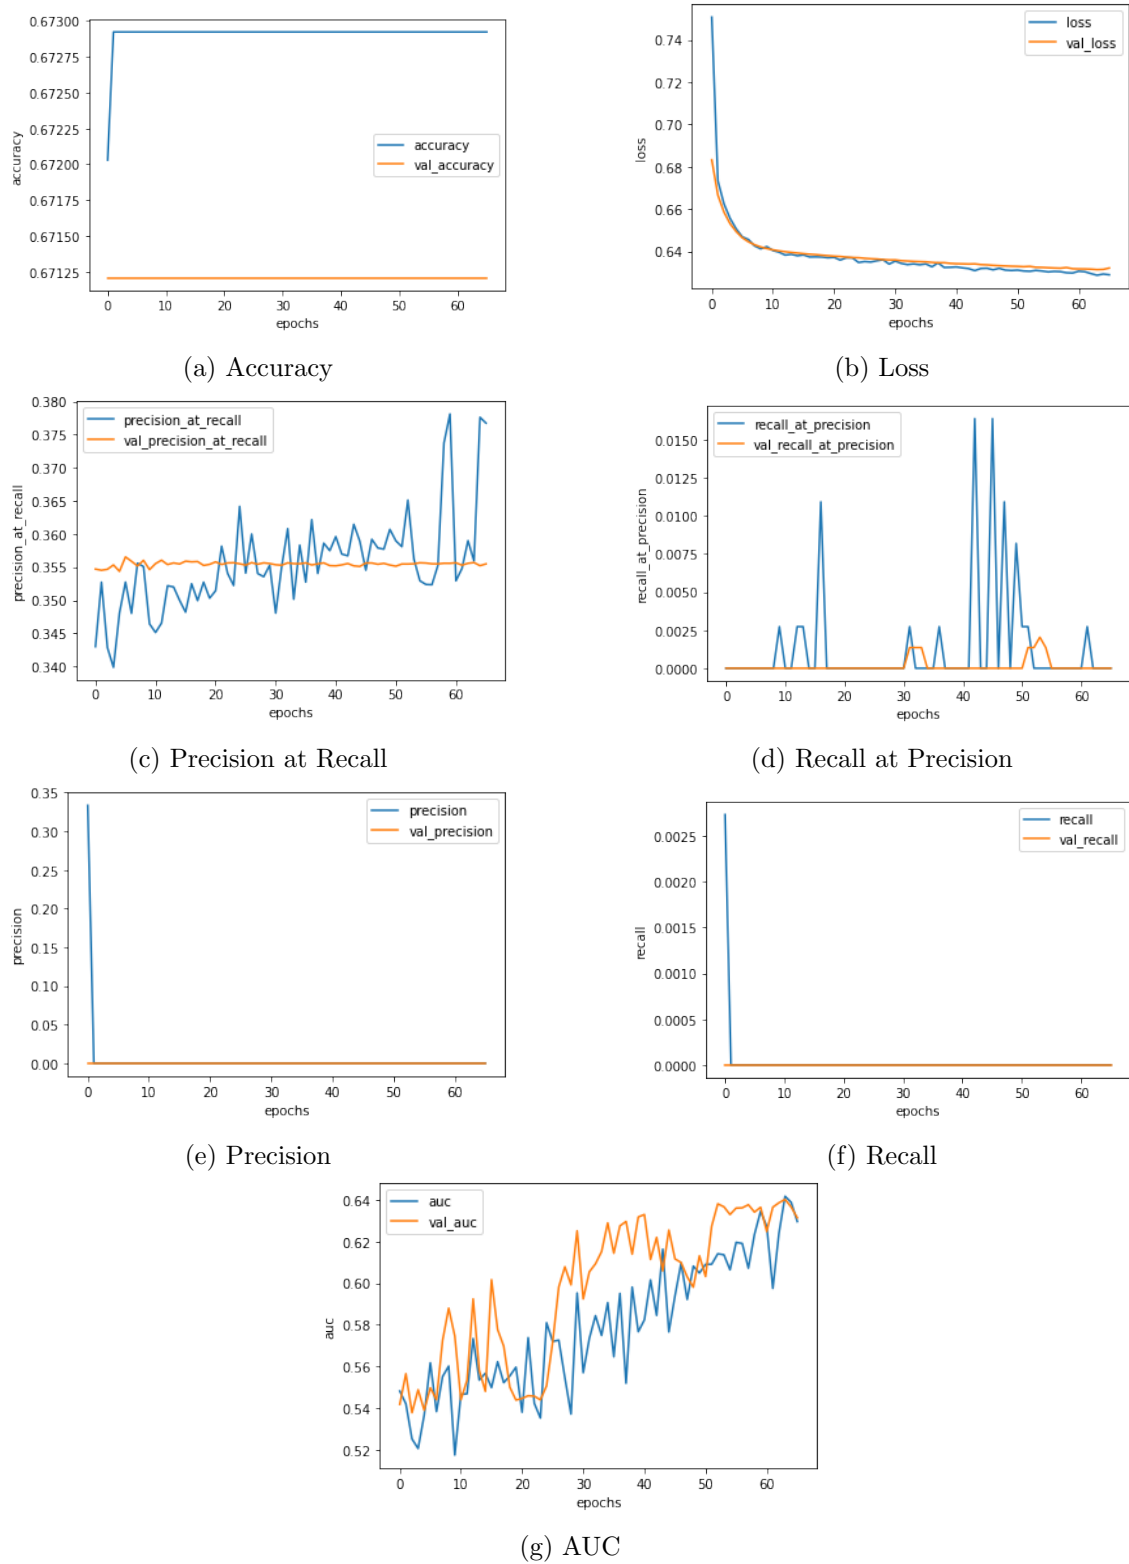 0.67300
0.67275
0.67250
0.67225
0.67200
0.67175
0.67150
0.67125
accuracy
accuracy
val_accuracy
0 10 20 30 40 50 60
epochs
(a) Accuracy
0.74
0.72
0.70
0.68
0.66
0.64
loss
loss
val_loss
0 10 20 30 40 50 60
epochs
(b) Loss
0.380
0.375
0.370
0.365
0.360
0.355
0.350
0.345
0.340
precision_at_recall
precision_at_recall
val_precision_at_recall
0 10 20 30 40 50 60
epochs
(c) Precision at Recall
0.0150
0.0125
0.0100
0.0075
0.0050
0.0025
0.0000
recall_at_precision
recall_at_precision
val_recall_at_precision
0 10 20 30 40 50 60
epochs
(d) Recall at Precision
0.35
0.30
0.25
0.20
0.15
0.10
0.05
0.00
precision
precision
val_precision
0 10 20 30 40 50 60
epochs
(e) Precision
0.0025
0.0020
0.0015
0.0010
0.0005
0.0000
recall
recall
val_recall
0 10 20 30 40 50 60
epochs
(f) Recall
0.64
0.62
0.60
0.58
0.56
0.54
0.52
auc
auc
val_auc
0 10 20 30 40 50 60
epochs
(g) AUC